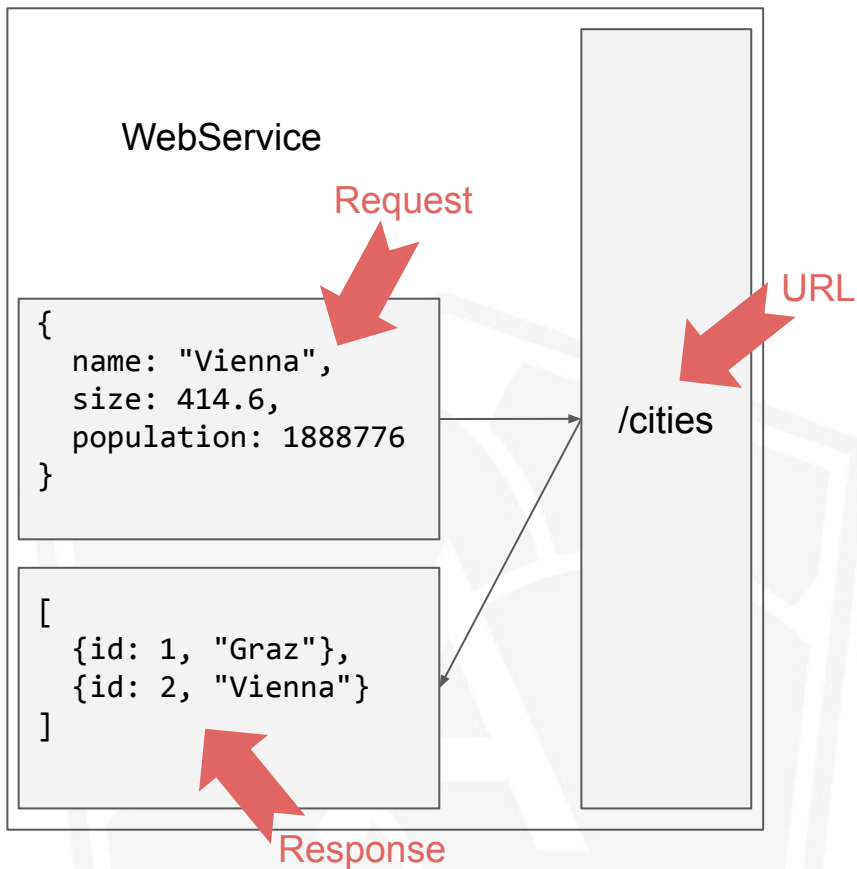 WebService
Request
URL
{
  name: "Vienna",
  size: 414.6,
  population: 1888776
}
/cities
[
  {id: 1, "Graz"},
  {id: 2, "Vienna"}
]
Response